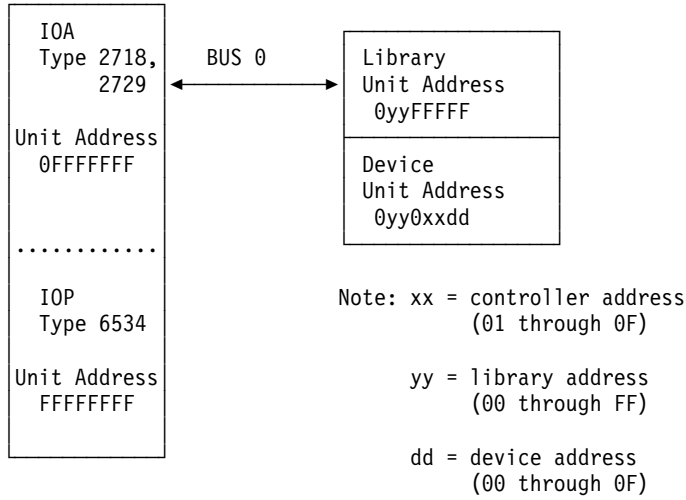 IOA
Type 2718,
2729
Unit Address
0FFFFFFF
............
IOP
Type 6534
Unit Address
FFFFFFFF
BUS 0
Library
Unit Address
0yyFFFFF
Device
Unit Address
0yy0xxdd
Note: xx = controller address
(01 through 0F)
yy = library address
(00 through FF)
dd = device address
(00 through 0F)